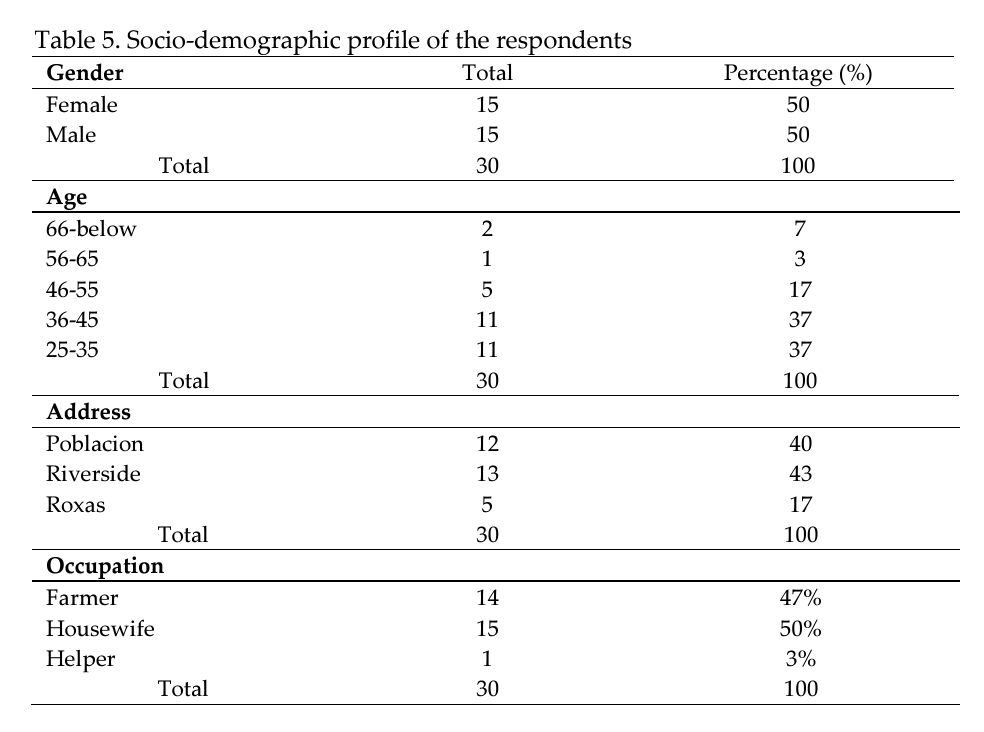 Table 5. Socio-demographic profile of the respondents
Gender Total Percentage (%)
Female 15 50
Male 15 50
Total 30 100
Age
66-below 2 7
56-65 1 3
46-55 5 17
36-45 11 37
25-35 11 37
Total 30 100
Address
Poblacion 12 40
Riverside 13 43
Roxas 5 17
Total 30 100
Occupation
Farmer 14 47%
Housewife 15 50%
Helper 1 3%
Total 30 100